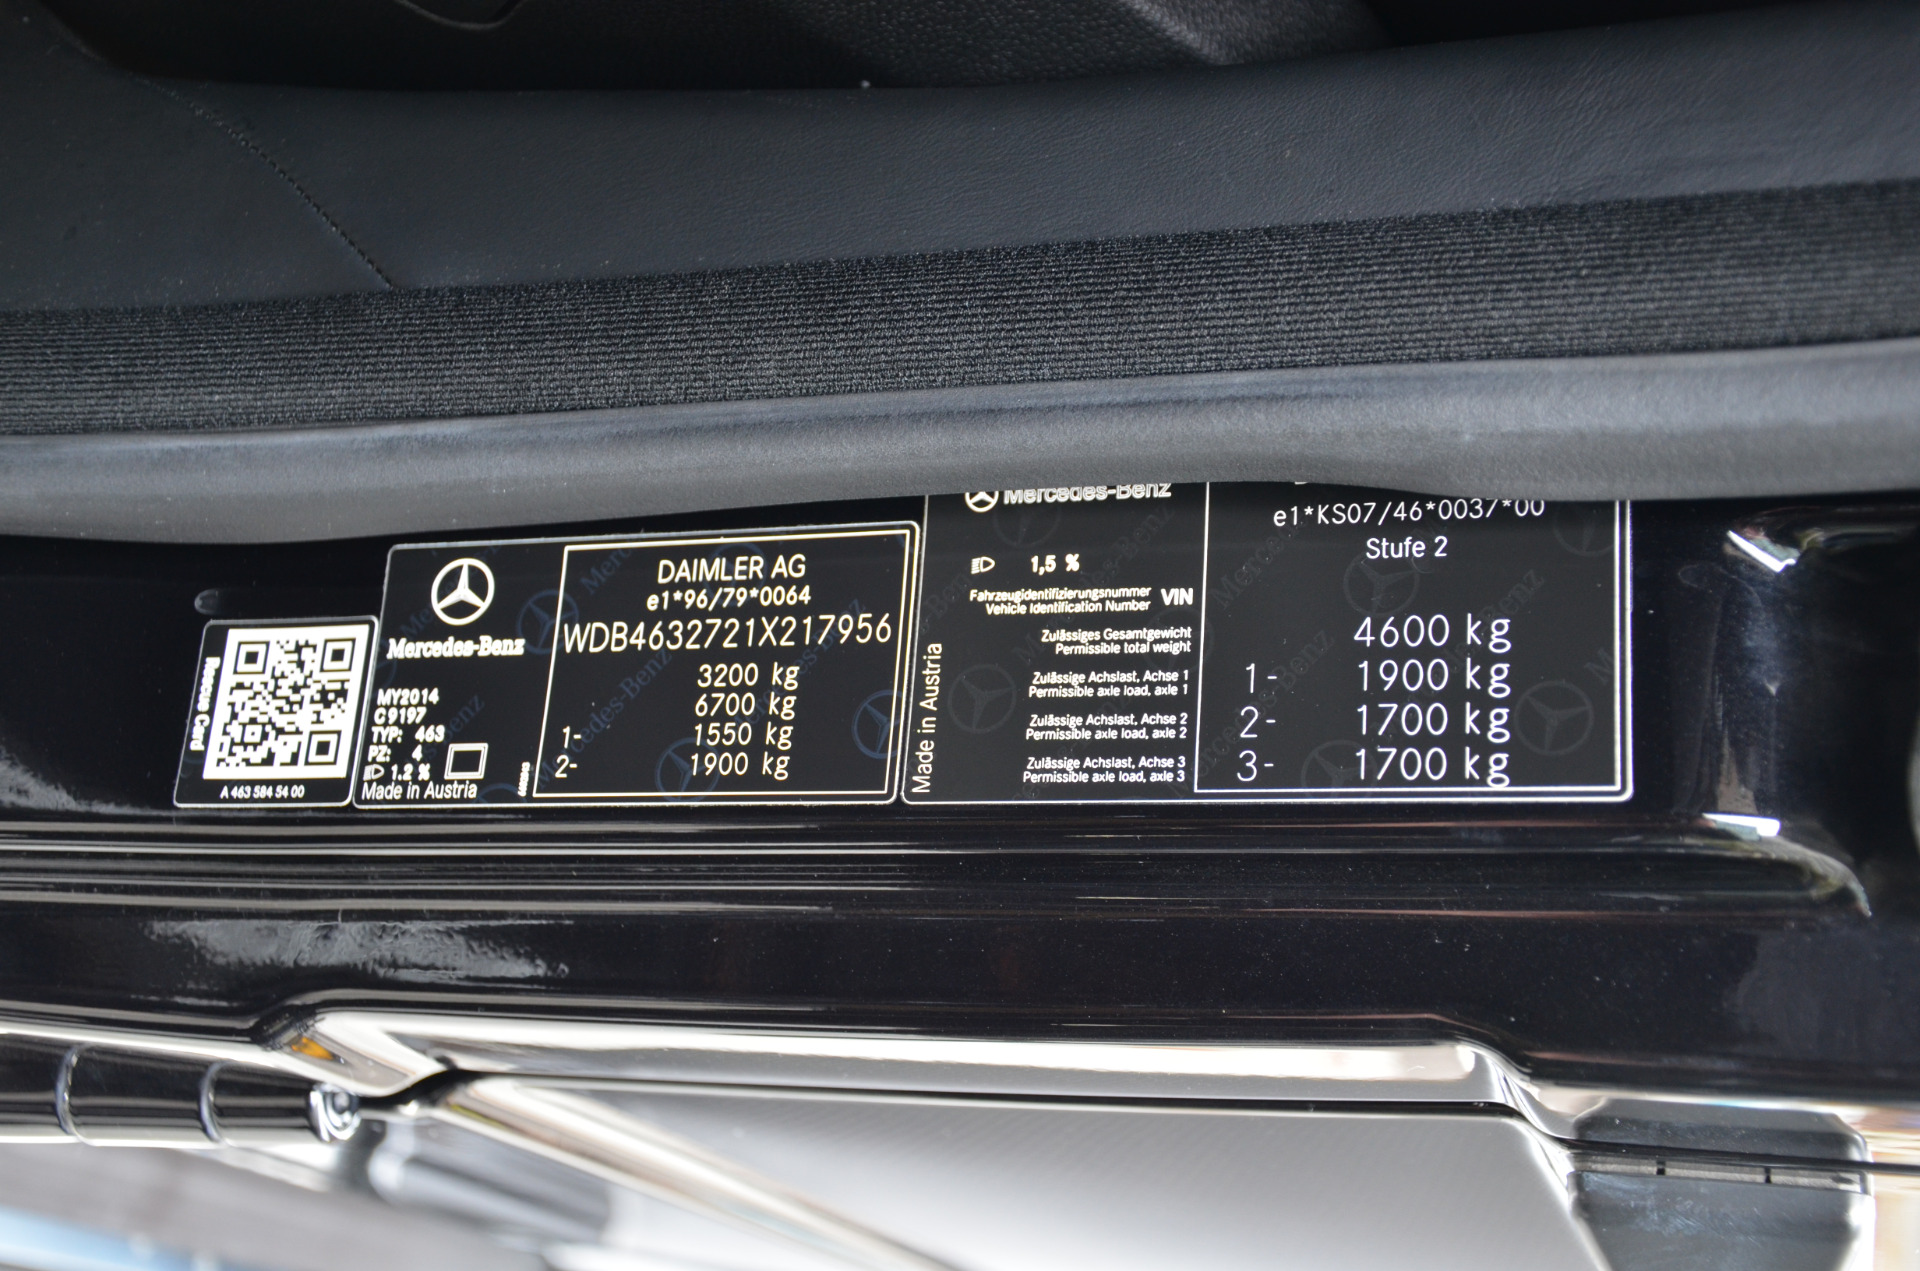 Rescue Card
A 463 584 54 00
Mercedes-Benz
MY2014
C9197
TYP: 463
PZ: 4
1.2 %
Made in Austria
DAIMLER AG
e1*96/79*0064
WDB4632721X217956
3200 kg
6700 kg
1- 1550 kg
2- 1900 kg
Made in Austria
Mercedes-Benz
1,5 %
Fahrzeugidentifizierungsnummer
Vehicle Identification Number VIN
Zulässiges Gesamtgewicht
Permissible total weight
Zulässige Achslast, Achse 1
Permissible axle load, axle 1
Zulässige Achslast, Achse 2
Permissible axle load, axle 2
Zulässige Achslast, Achse 3
Permissible axle load, axle 3
e1*KS07/46*0037*00
Stufe 2
4600 kg
1- 1900 kg
2- 1700 kg
3- 1700 kg